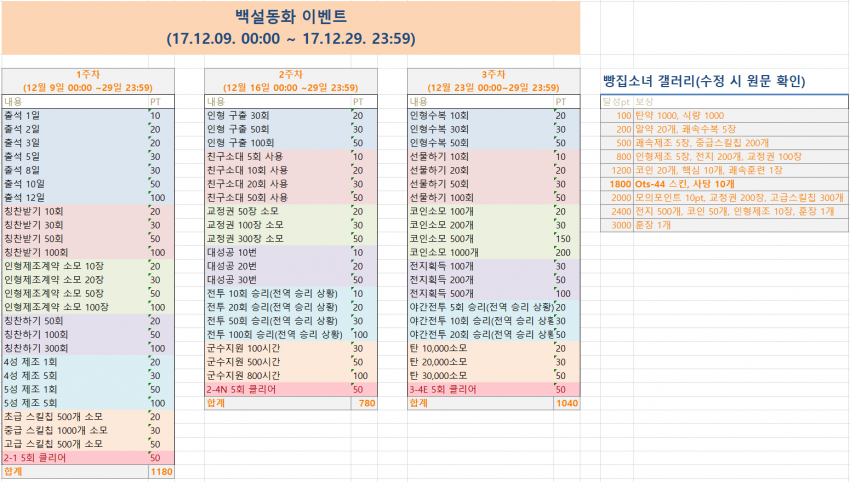 백설동화 이벤트
(17.12.09. 00:00 ~ 17.12.29. 23:59)
1주차
(12월 9일 00:00 ~29일 23:59)
내용 PT
출석 1일 10
출석 2일 20
출석 3일 20
출석 5일 30
출석 8일 30
출석 10일 50
출석 12일 100
칭찬받기 10회 20
칭찬받기 30회 30
칭찬받기 50회 50
칭찬받기 100회 100
인형제조계약 소모 10장 20
인형제조계약 소모 20장 30
인형제조계약 소모 50장 50
인형제조계약 소모 100장 100
칭찬하기 50회 20
칭찬하기 100회 50
칭찬하기 300회 100
4성 제조 1회 20
4성 제조 5회 30
5성 제조 1회 50
5성 제조 5회 100
초급 스킬칩 500개 소모 20
중급 스킬칩 1000개 소모 30
고급 스킬칩 500개 소모 50
2-1 5회 클리어 50
합계 1180
2주차
(12월 16일 00:00 ~29일 23:59)
내용 PT
인형 구출 30회 20
인형 구출 50회 30
인형 구출 100회 50
친구소대 5회 사용 10
친구소대 10회 사용 20
친구소대 20회 사용 30
친구소대 30회 사용 50
교정권 50장 소모 20
교정권 100장 소모 30
교정권 300장 소모 50
대성공 10번 10
대성공 20번 30
대성공 30번 50
전투 10회 승리(전역 승리 상황) 10
전투 20회 승리(전역 승리 상황) 20
전투 50회 승리(전역 승리 상황) 30
전투 100회 승리(전역 승리 상황) 100
군수지원 100시간 30
군수지원 500시간 50
군수지원 800시간 100
2-4N 5회 클리어 50
합계 780
3주차
(12월 23일00:00 ~29일 23:59)
내용 PT
인형수복 10회 20
인형수복 30회 30
인형수복 50회 50
선물하기 10회 10
선물하기 20회 20
선물하기 50회 30
선물하기 100회 50
코인소모 100개 20
코인소모 200개 30
코인소모 500개 150
코인소모 1000개 200
전지획득 100개 30
전지획득 200개 50
전지획득 500개 100
야간전투 5회 승리(전역 승리 상황) 20
야간전투 10회 승리(전역 승리 상황 30
야간전투 20회 승리(전역 승리 상황 50
탄 10,000소모 20
탄 20,000소모 30
탄 30,000소모 50
3-4E 5회 클리어 50
합계 1040
빵집소녀 갤러리(수정 시 원문 확인)
달성pt 보상
100 탄약 1000, 식량 1000
200 알약 20개, 쾌속수복 5장
500 쾌속제조 5장, 중급스킬칩 200개
800 인형제조 5장, 전지 200개, 교정권 100장
1200 코인 20개, 핵심 10개, 쾌속훈련 1장
1800 Ots-44 스킨, 사탕 10개
2000 모의포인트 10pt, 교정권 200장, 고급스킬칩 300개
2400 전지 500개, 코인 50개, 인형제조 10장, 훈장 1개
3000 훈장 1개